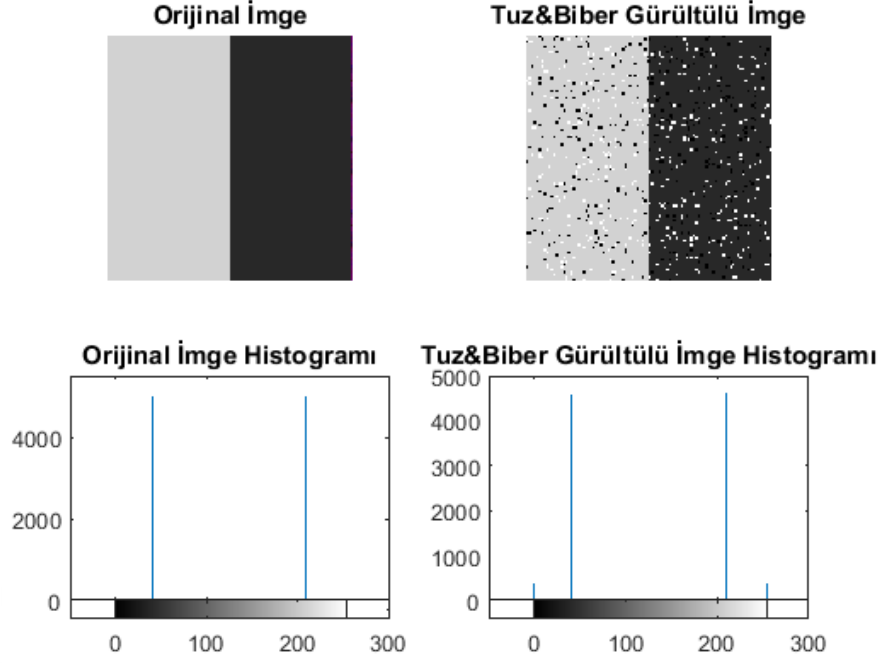 Orijinal İmge
Tuz&Biber Gürültülü İmge
Orijinal İmge Histogramı
4000
2000
0
0 100 200 300
Tuz&Biber Gürültülü İmge Histogramı
5000
4000
3000
2000
1000
0
0 100 200 300